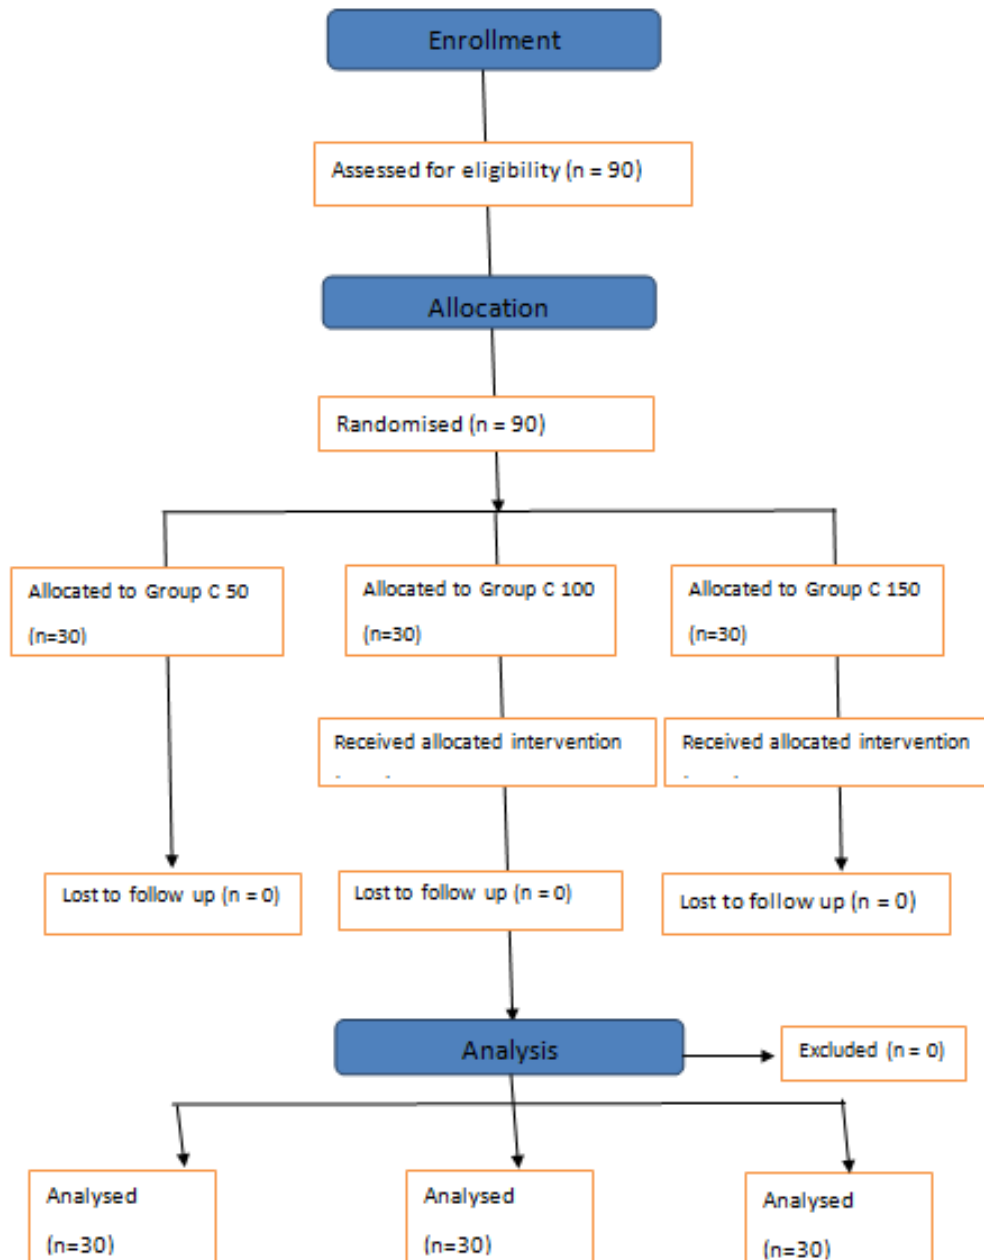 Enrollment
Assessed for eligibility (n = 90)
Allocation
Randomised (n = 90)
Allocated to Group C 50
(n=30)
Allocated to Group C 100
(n=30)
Allocated to Group C 150
(n=30)
Received allocated intervention
Received allocated intervention
Lost to follow up (n = 0)
Lost to follow up (n = 0)
Lost to follow up (n = 0)
Analysis
Excluded (n = 0)
Analysed
(n=30)
Analysed
(n=30)
Analysed
(n=30)